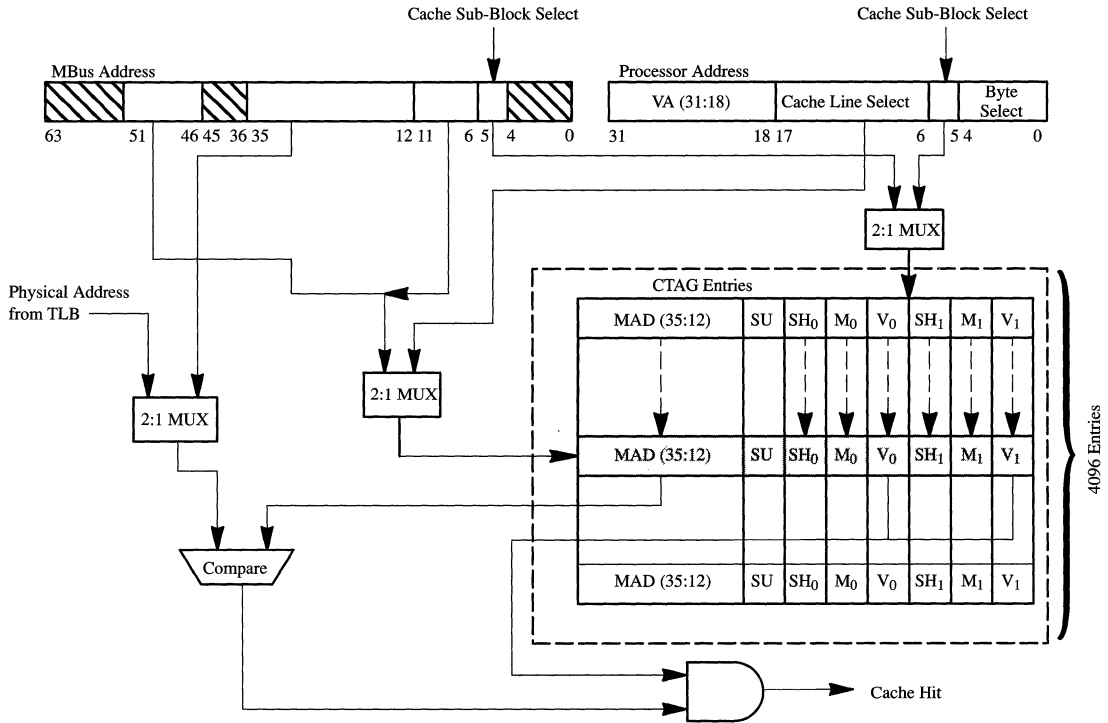 Cache Sub-Block Select
Cache Sub-Block Select
MBus Address
Processor Address
VA (31:18)
Cache Line Select
Byte
Select
63
51
46
45
36
35
12
11
6
5
4
0
31
18
17
6
5
4
0
2:1 MUX
Physical Address
from TLB
CTAG Entries
MAD (35:12) SU SH0 M0 V0 SH1 M1 V1
2:1 MUX
2:1 MUX
MAD (35:12) SU SH0 M0 V0 SH1 M1 V1
4096 Entries
Compare
MAD (35:12) SU SH0 M0 V0 SH1 M1 V1
Cache Hit